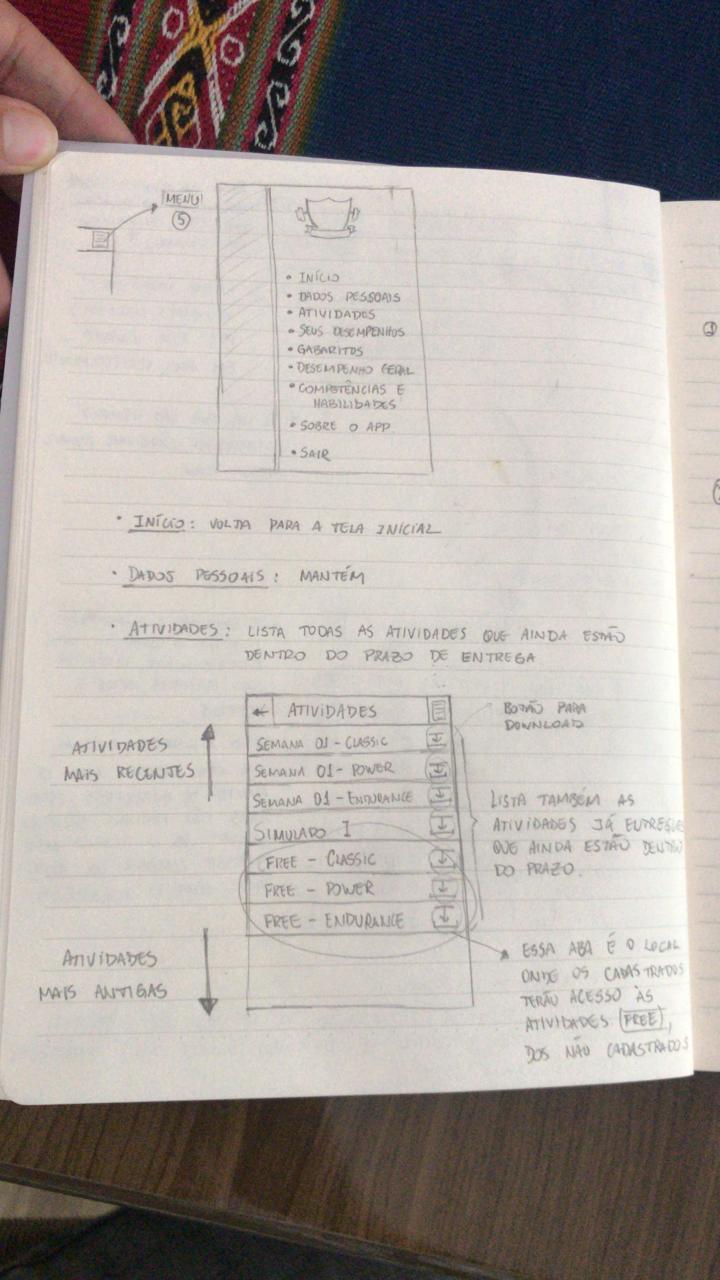 MENU
5
• INÍCIO
• DADOS PESSOAIS
• ATIVIDADES
• SEUS DESEMPENHOS
• GABARITOS
• DESEMPENHO GERAL
• COMPETÊNCIAS E
HABILIDADES
• SOBRE O APP
• SAIR
• INÍCIO: VOLTA PARA A TELA INICIAL
• DADOS PESSOAIS: MANTÉM
• ATIVIDADES: LISTA TODAS AS ATIVIDADES QUE AINDA ESTÃO
DENTRO DO PRAZO DE ENTREGA
ATIVIDADES
MAIS RECENTES
ATIVIDADES
MAIS ANTIGAS
← ATIVIDADES
SEMANA 01 - CLASSIC
SEMANA 01 - POWER
SEMANA 01 - ENDURANCE
SIMULADO I
FREE - CLASSIC
FREE - POWER
FREE - ENDURANCE
BOTÃO PARA
DOWNLOAD
LISTA TAMBÉM AS
ATIVIDADES JÁ ENTREGUES
QUE AINDA ESTÃO DENTRO
DO PRAZO.
ESSA ABA É O LOCAL
ONDE OS CADASTRADOS
TERÃO ACESSO ÀS
ATIVIDADES FREE,
DOS NÃO CADASTRADOS